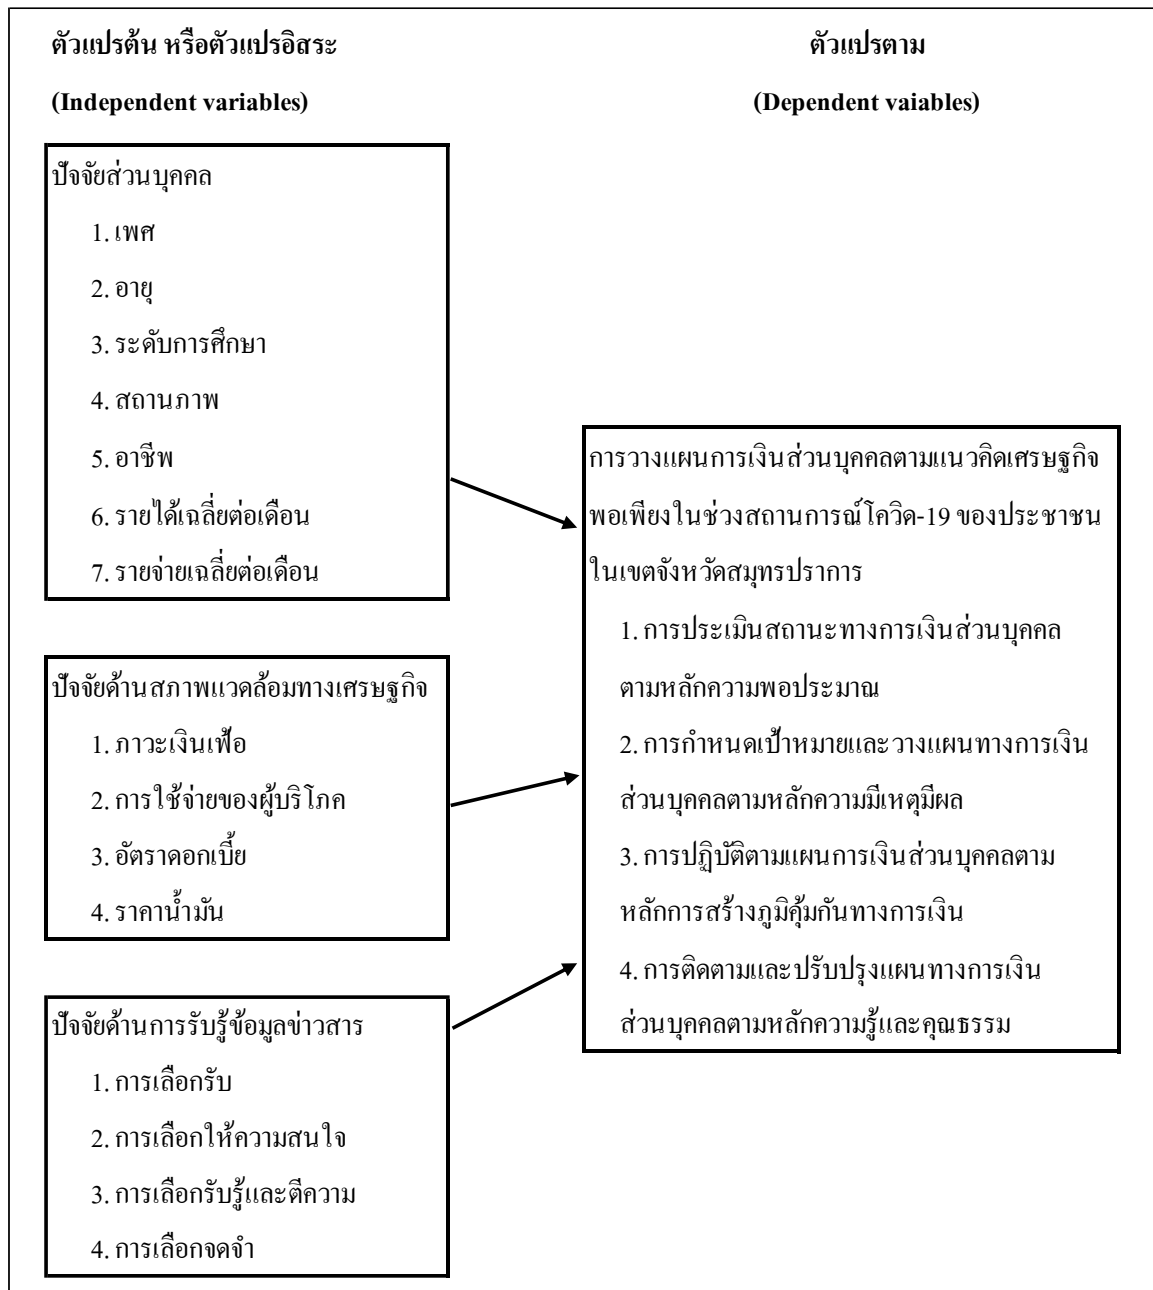 ตัวแปรต้น หรือตัวแปรอิสระ
(Independent variables)
ตัวแปรตาม
(Dependent vaiables)
ปัจจัยส่วนบุคคล
1. เพศ
2. อายุ
3. ระดับการศึกษา
4. สถานภาพ
5. อาชีพ
6. รายได้เฉลี่ยต่อเดือน
7. รายจ่ายเฉลี่ยต่อเดือน
ปัจจัยด้านสภาพแวดล้อมทางเศรษฐกิจ
1. ภาวะเงินเฟ้อ
2. การใช้จ่ายของผู้บริโภค
3. อัตราดอกเบี้ย
4. ราคาน้ำมัน
ปัจจัยด้านการรับรู้ข้อมูลข่าวสาร
1. การเลือกรับ
2. การเลือกให้ความสนใจ
3. การเลือกรับรู้และตีความ
4. การเลือกจดจำ
การวางแผนการเงินส่วนบุคคลตามแนวคิดเศรษฐกิจ
พอเพียงในช่วงสถานการณ์โควิด-19 ของประชาชน
ในเขตจังหวัดสมุทรปราการ
1. การประเมินสถานะทางการเงินส่วนบุคคล
ตามหลักความพอประมาณ
2. การกำหนดเป้าหมายและวางแผนทางการเงิน
ส่วนบุคคลตามหลักความมีเหตุมีผล
3. การปฏิบัติตามแผนการเงินส่วนบุคคลตาม
หลักการสร้างภูมิคุ้มกันทางการเงิน
4. การติดตามและปรับปรุงแผนทางการเงิน
ส่วนบุคคลตามหลักความรู้และคุณธรรม